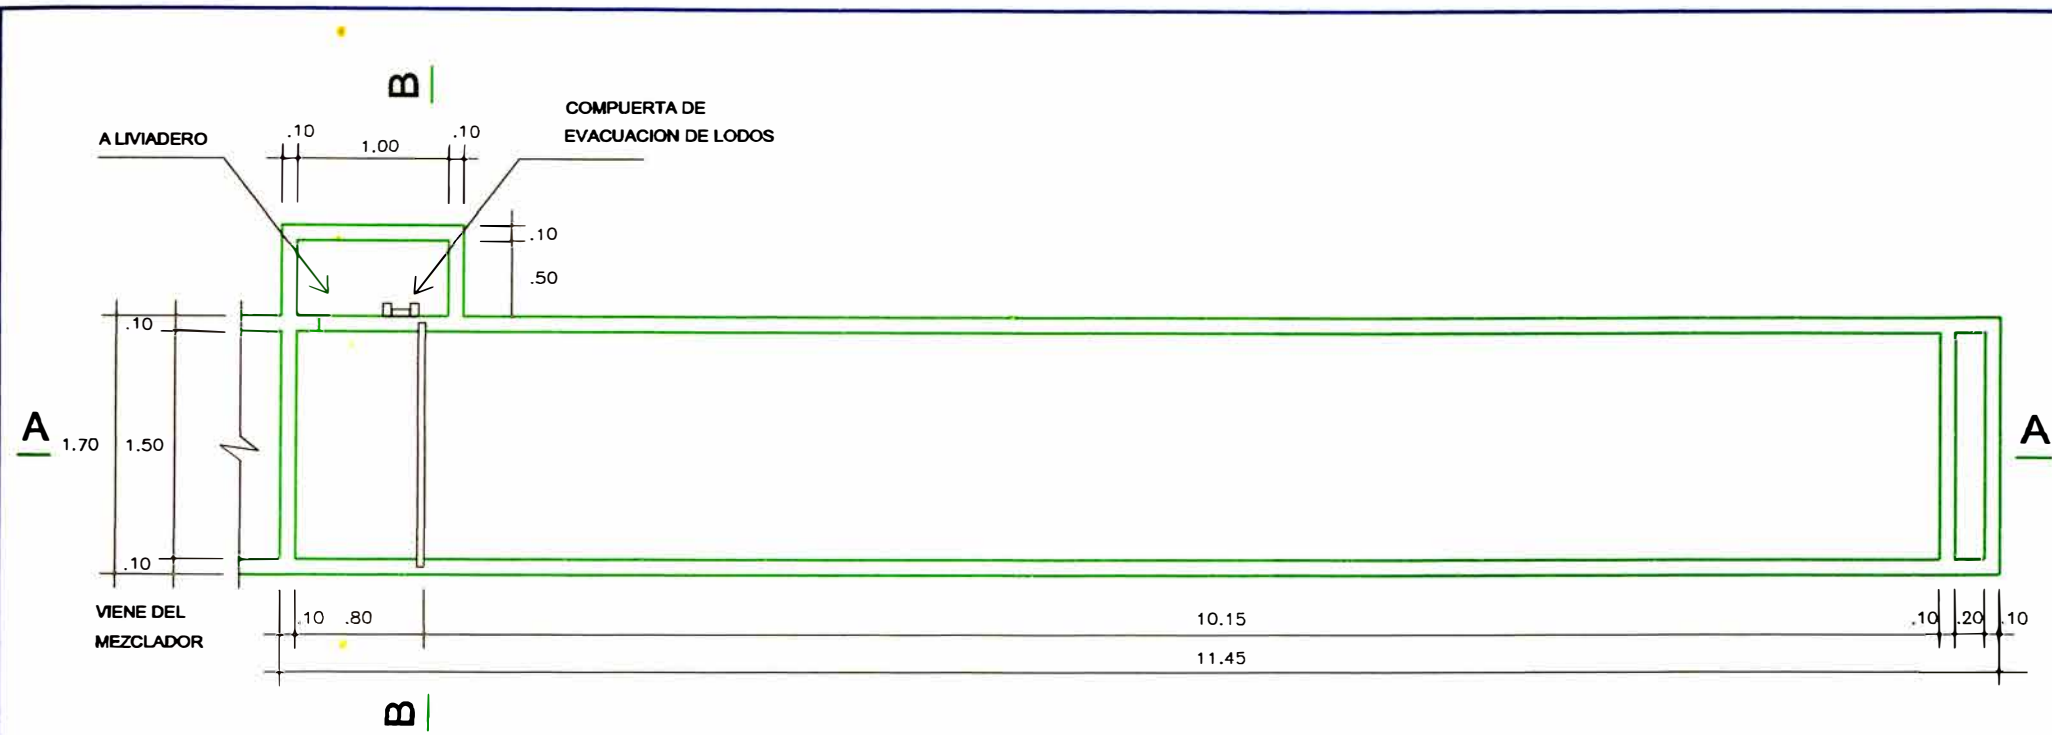 B
COMPUERTA DE
EVACUACION DE LODOS
A LIVIADERO
.10
1.00
.10
.10
.50
.10
A
1.70
1.50
A
.10
VIENE DEL
MEZCLADOR
.10
.80
10.15
.10
.20
.10
11.45
B